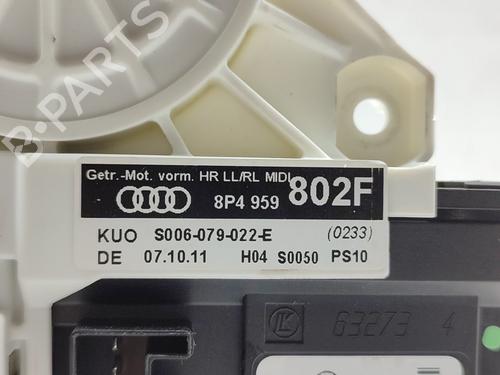 B-PARTS
Getr.-Mot. vorm. HR LL/RL MIDI
8P4 959 802F
KUO S006-079-022-E (0233)
DE 07.10.11 H04 S0050 PS10
LK 63273 4